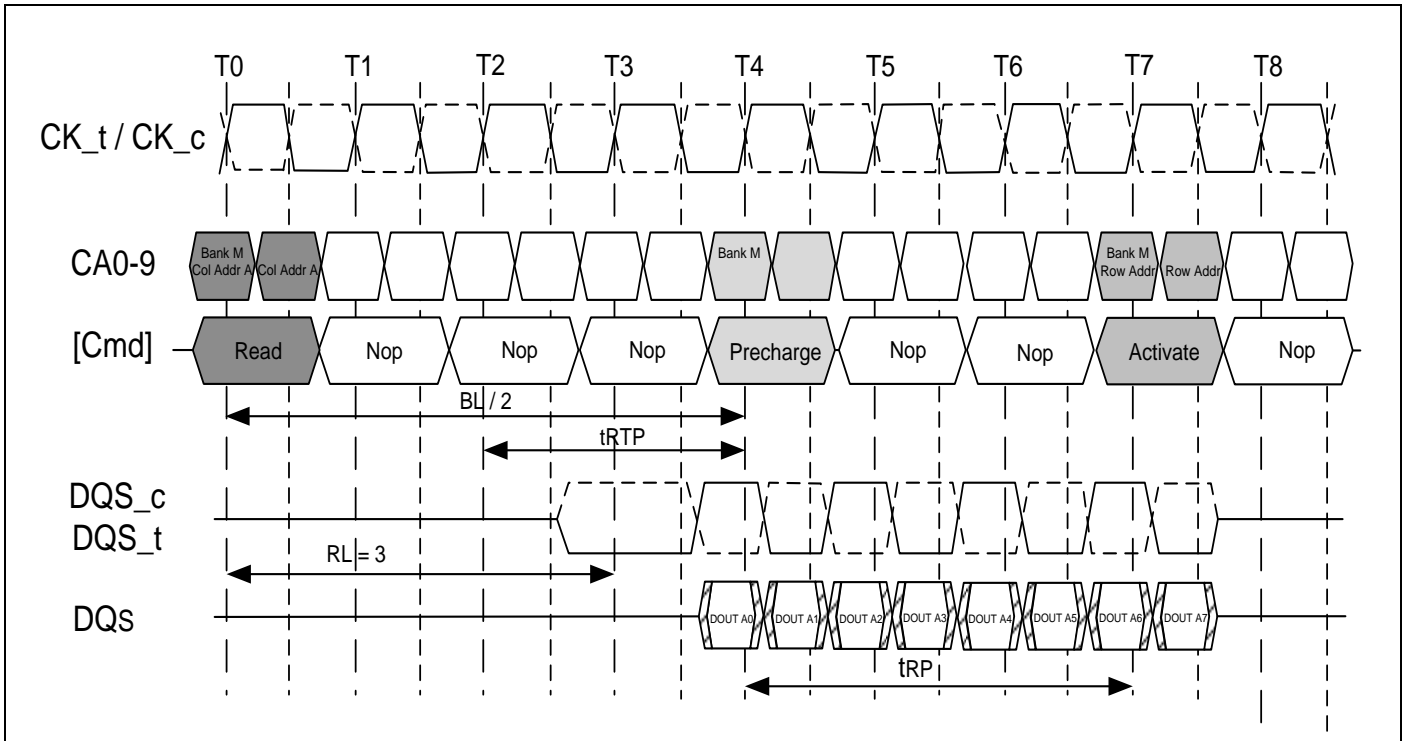 T0 T1 T2 T3 T4 T5 T6 T7 T8
CK_t / CK_c
CA0-9
Bank M
Col Addr A
Col Addr A
Bank M
Bank M
Row Addr
Row Addr
[Cmd] Read Nop Nop Nop Precharge Nop Nop Activate Nop
BL / 2
tRTP
DQS_c
DQS_t
RL = 3
DQs DOUT A0 DOUT A1 DOUT A2 DOUT A3 DOUT A4 DOUT A5 DOUT A6 DOUT A7
tRP